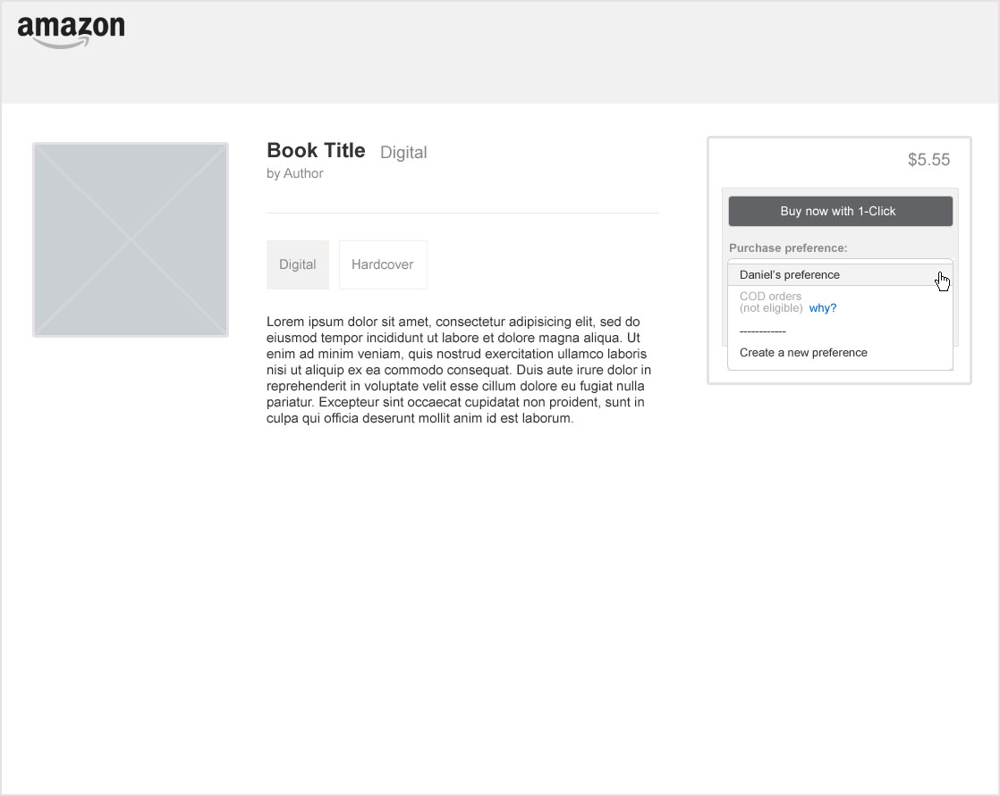 amazon
Book Title Digital
by Author
Digital
Hardcover
Lorem ipsum dolor sit amet, consectetur adipisicing elit, sed do
eiusmod tempor incididunt ut labore et dolore magna aliqua. Ut
enim ad minim veniam, quis nostrud exercitation ullamco laboris
nisi ut aliquip ex ea commodo consequat. Duis aute irure dolor in
reprehenderit in voluptate velit esse cillum dolore eu fugiat nulla
pariatur. Excepteur sint occaecat cupidatat non proident, sunt in
culpa qui officia deserunt mollit anim id est laborum.
$5.55
Buy now with 1-Click
Purchase preference:
Daniel’s preference
COD orders
(not eligible) why?
------------
Create a new preference